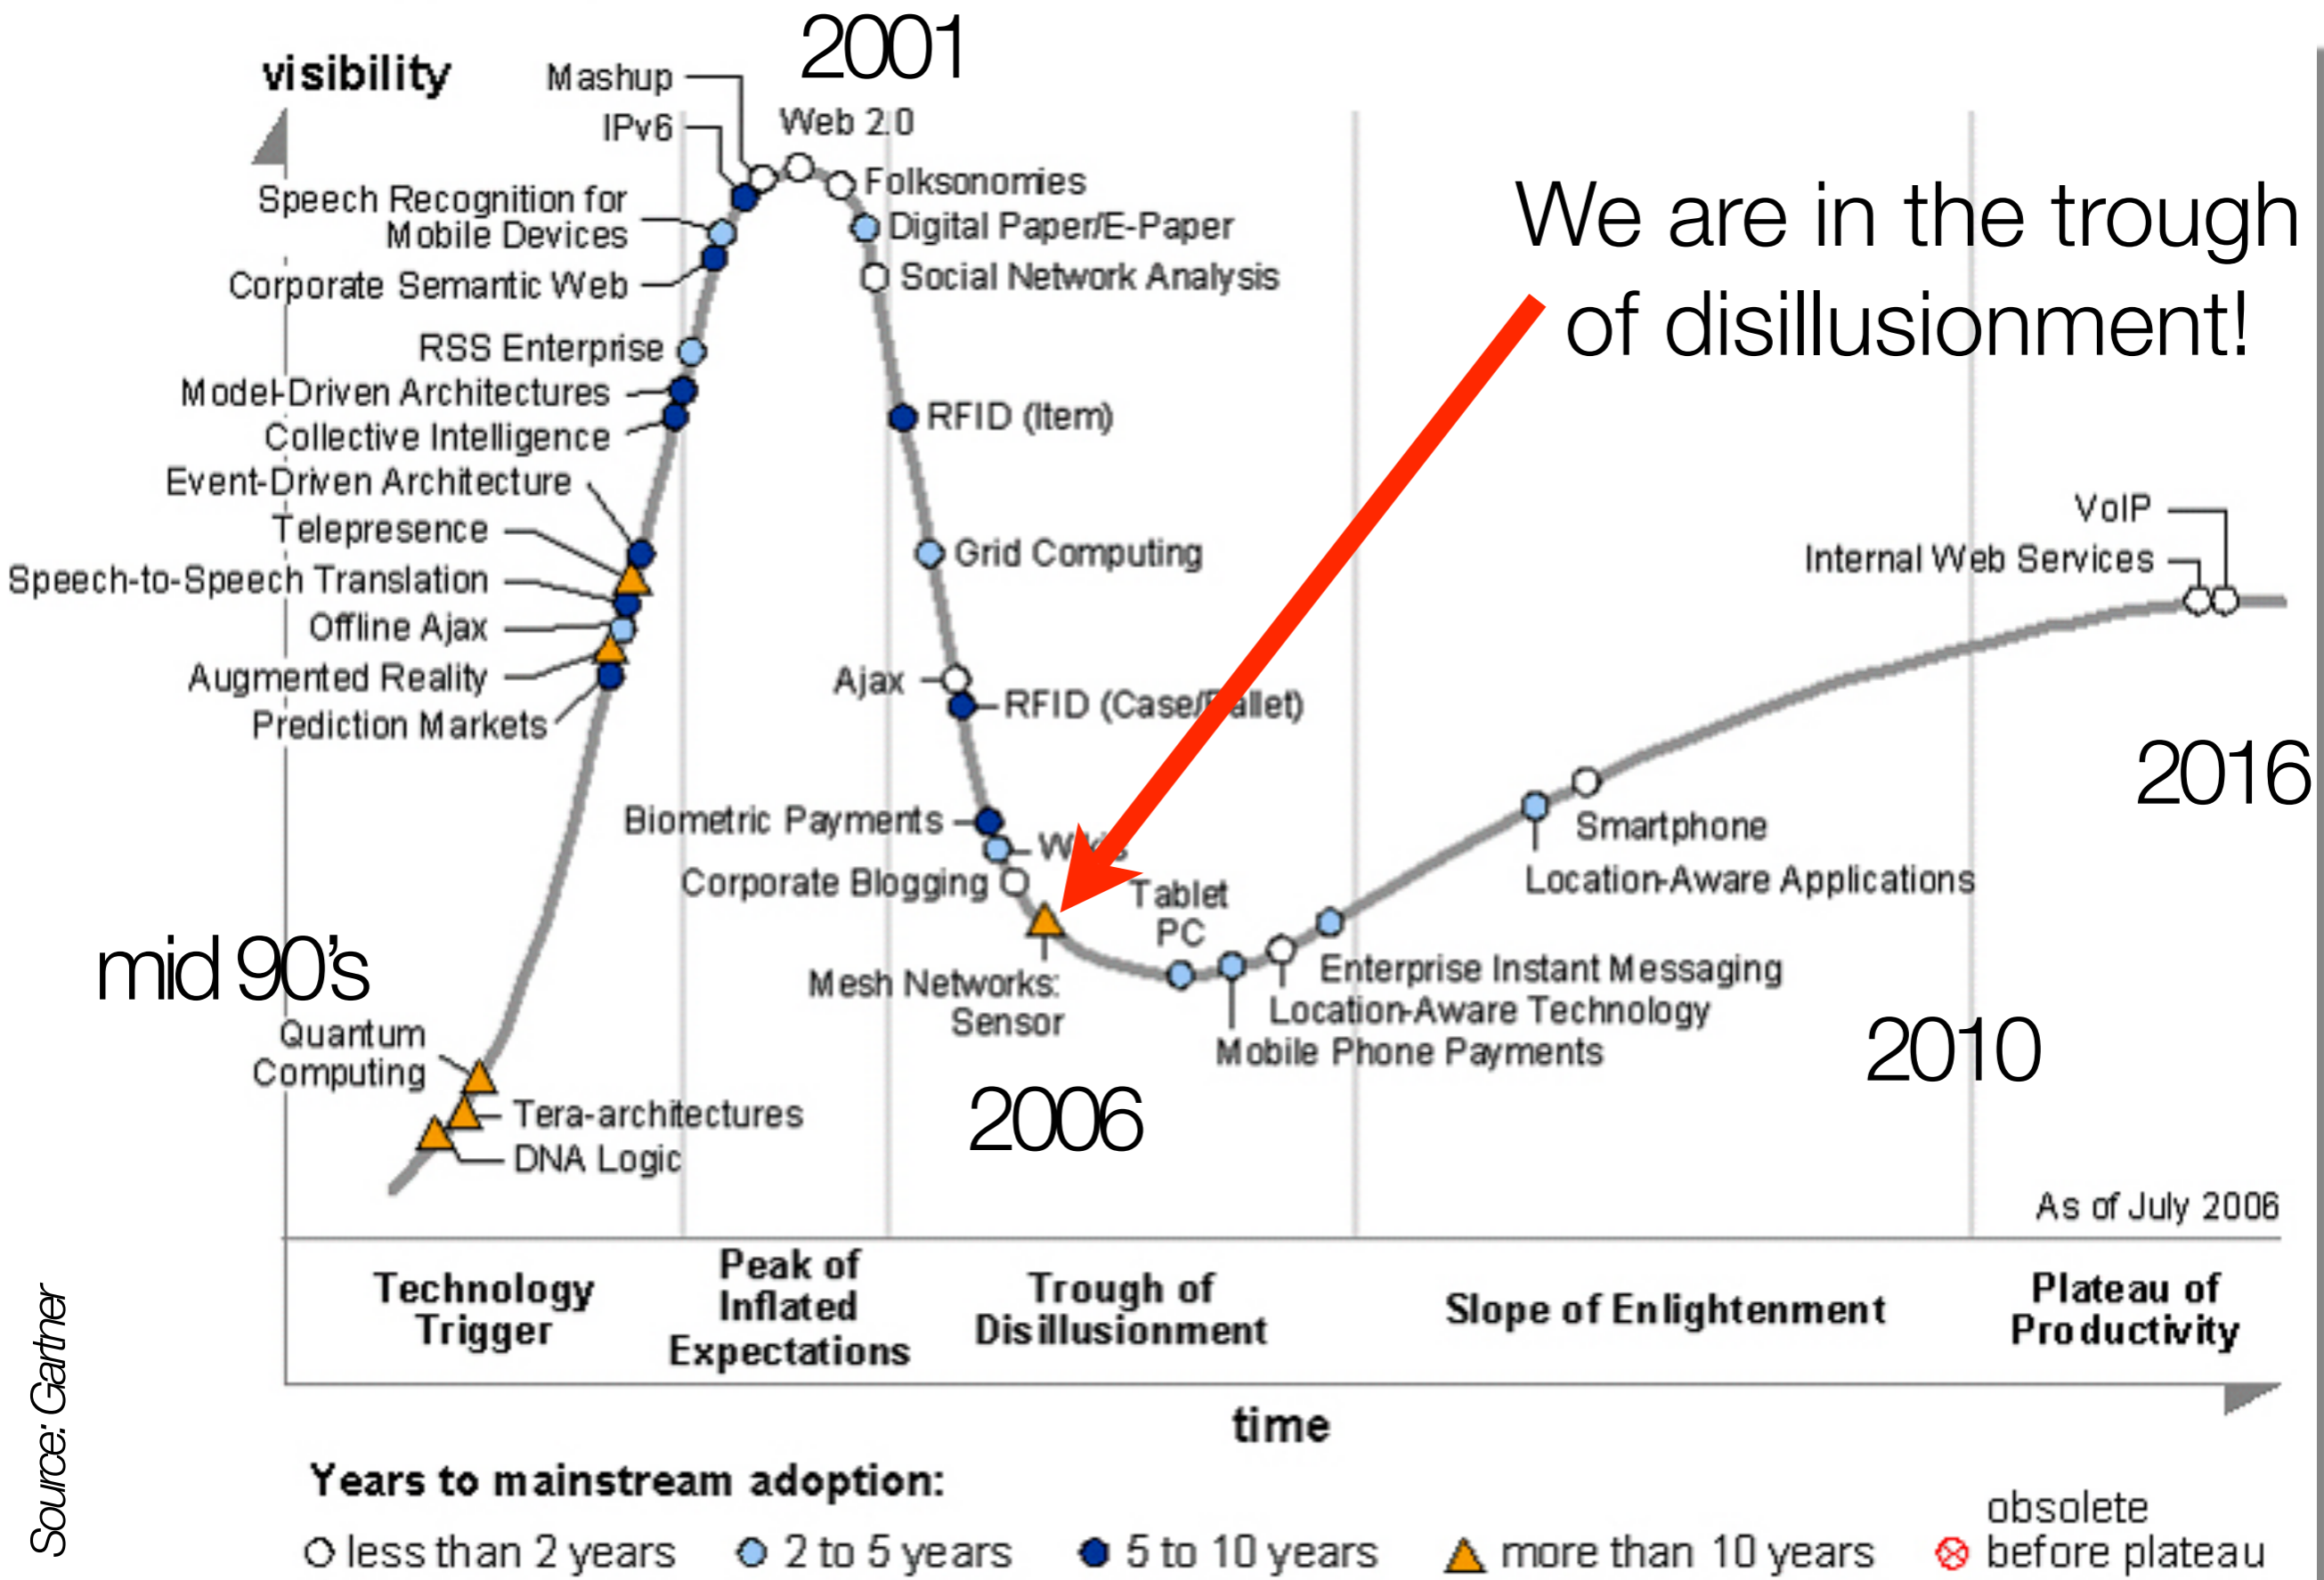 2001
visibility
Mashup
IPv6
Web 2.0
Speech Recognition for
Mobile Devices
Corporate Semantic Web
RSS Enterprise
Model-Driven Architectures
Collective Intelligence
Event-Driven Architecture
Telepresence
Speech-to-Speech Translation
Offline Ajax
Augmented Reality
Prediction Markets
mid 90's
Quantum
Computing
Tera-architectures
DNA Logic
Folksonomies
Digital Paper/E-Paper
Social Network Analysis
RFID (Item)
Grid Computing
Ajax
RFID (Case/Pallet)
Biometric Payments
Wikis
Corporate Blogging
Mesh Networks:
Sensor
Tablet
PC
2006
We are in the trough
of disillusionment!
Enterprise Instant Messaging
Location-Aware Technology
Mobile Phone Payments
Smartphone
Location-Aware Applications
VoIP
Internal Web Services
2016
2010
As of July 2006
Technology
Trigger
Peak of
Inflated
Expectations
Trough of
Disillusionment
Slope of Enlightenment
Plateau of
Productivity
time
Source: Gartner
Years to mainstream adoption:
less than 2 years
2 to 5 years
5 to 10 years
more than 10 years
obsolete
before plateau